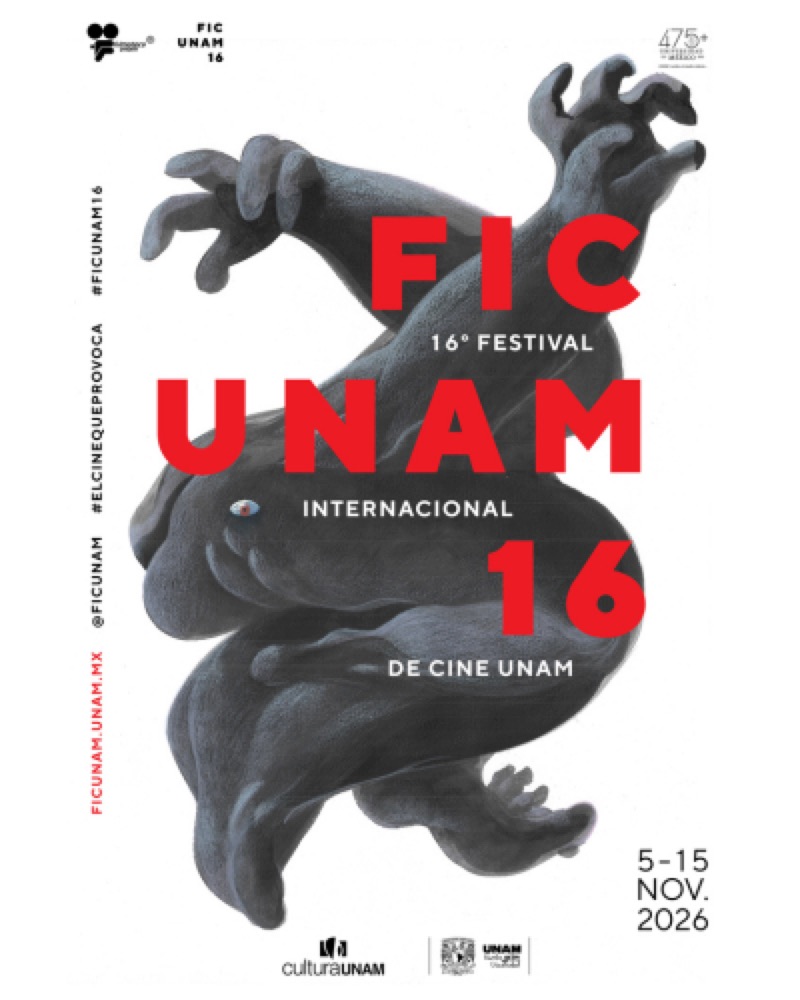 FIC
UNAM
16
475+
#FICUNAM16
#ELCINEQUEPROVOCA
@FICUNAM
FICUNAM.UNAM.MX
FIC
16º FESTIVAL
UNAM
INTERNACIONAL
16
DE CINE UNAM
5-15
NOV.
2026
culturaUNAM
UNAM